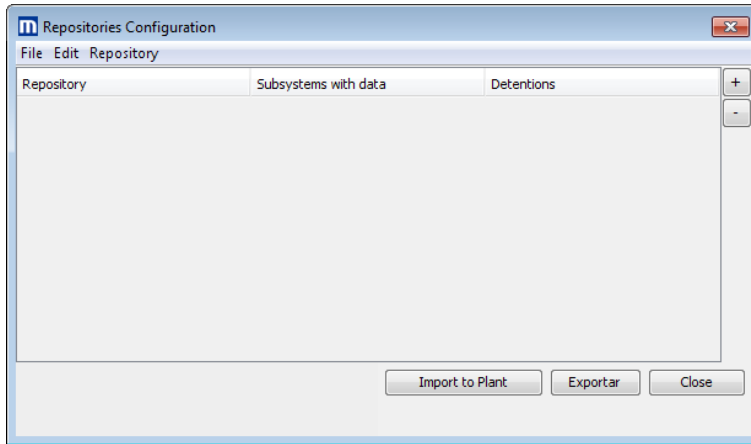 m Repositories Configuration
File Edit Repository
Repository Subsystems with data Detentions +
-
Import to Plant Exportar Close